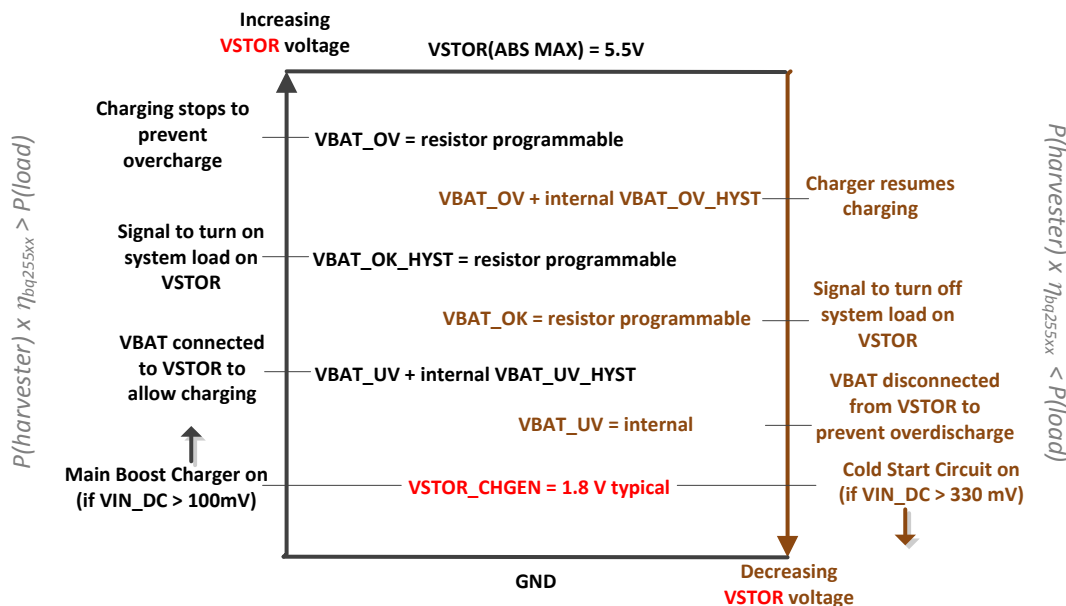 Increasing
VSTOR voltage
VSTOR(ABS MAX) = 5.5V
Charging stops to
prevent
overcharge
VBAT_OV = resistor programmable
VBAT_OV + internal VBAT_OV_HYST
Charger resumes
charging
Signal to turn on
system load on
VSTOR
VBAT_OK_HYST = resistor programmable
VBAT_OK = resistor programmable
Signal to turn off
system load on
VSTOR
VBAT connected
to VSTOR to
allow charging
VBAT_UV + internal VBAT_UV_HYST
VBAT_UV = internal
VBAT disconnected
from VSTOR to
prevent overdischarge
Main Boost Charger on
(if VIN_DC > 100mV)
VSTOR_CHGEN = 1.8 V typical
Cold Start Circuit on
(if VIN_DC > 330 mV)
GND
Decreasing
VSTOR voltage
P(harvester) x ηbq255xx > P(load)
P(harvester) x ηbq255xx < P(load)